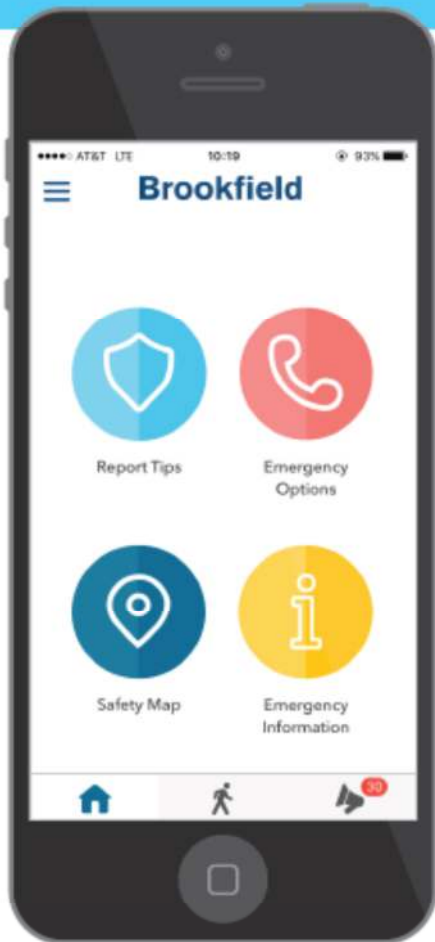 AT&T LTE 10:19 93%
Brookfield
Report Tips
Emergency
Options
Safety Map
Emergency
Information
30